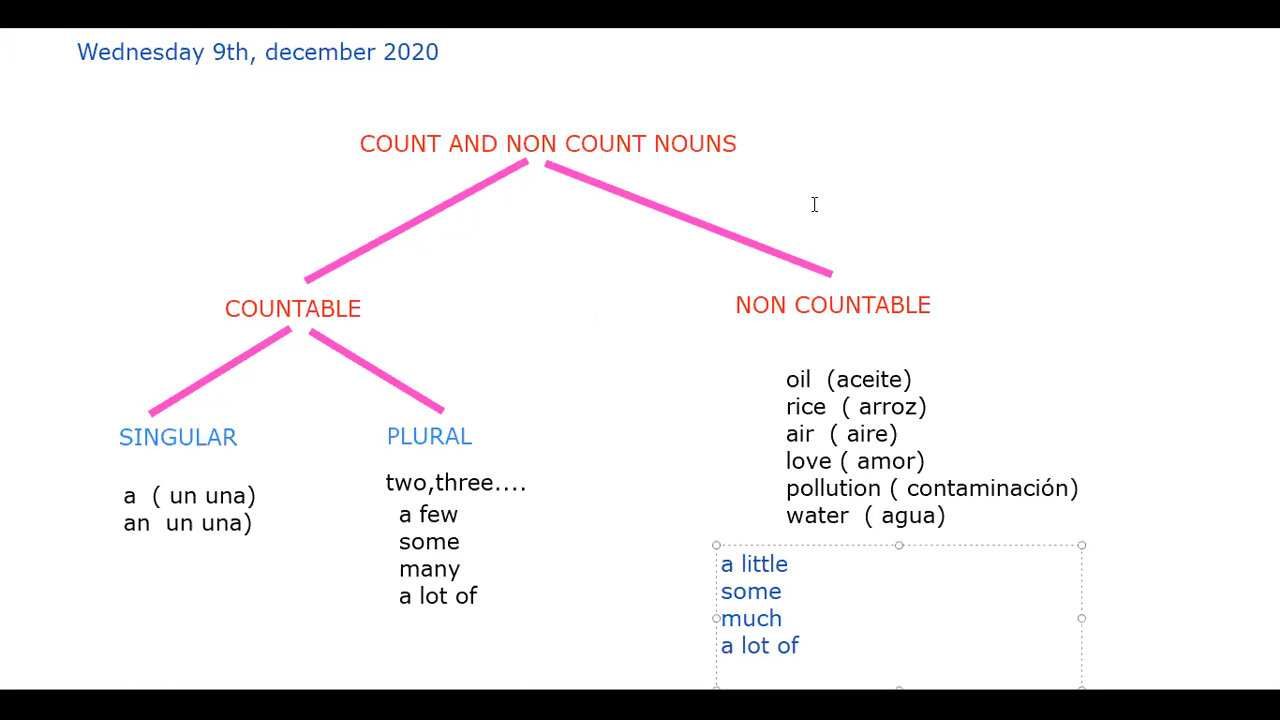 Wednesday 9th, december 2020
COUNT AND NON COUNT NOUNS
COUNTABLE
NON COUNTABLE
SINGULAR
a  ( un una)
an  un una)
PLURAL
two,three....
a few
some
many
a lot of
oil  (aceite)
rice  ( arroz)
air  ( aire)
love ( amor)
pollution ( contaminación)
water  ( agua)
a little
some
much
a lot of